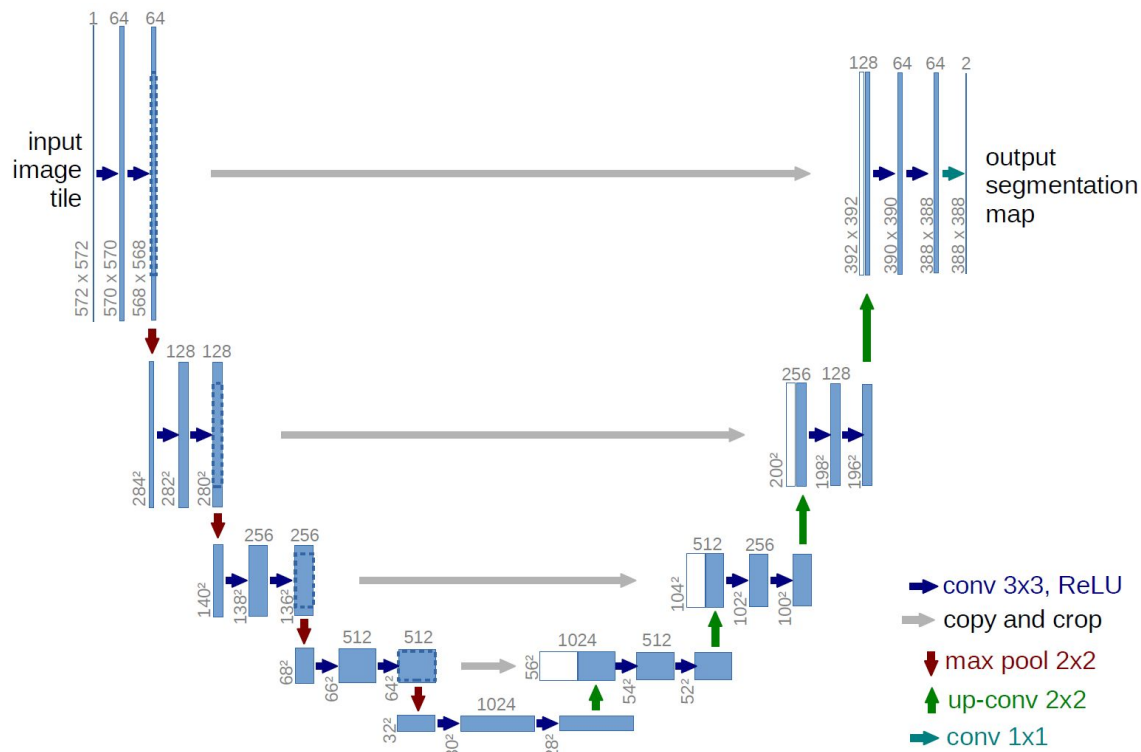 1 64 64
128 64 64 2
input
image
tile
output
segmentation
map
572 x 572
570 x 570
568 x 568
392 x 392
390 x 390
388 x 388
388 x 388
128 128
256 128
284²
282²
280²
200²
198²
196²
256 256
512 256
140²
138²
136²
104²
102²
100²
conv 3x3, ReLU
copy and crop
512 512
1024 512
68²
66²
64²
56²
54²
52²
max pool 2x2
up-conv 2x2
1024
32²
conv 1x1